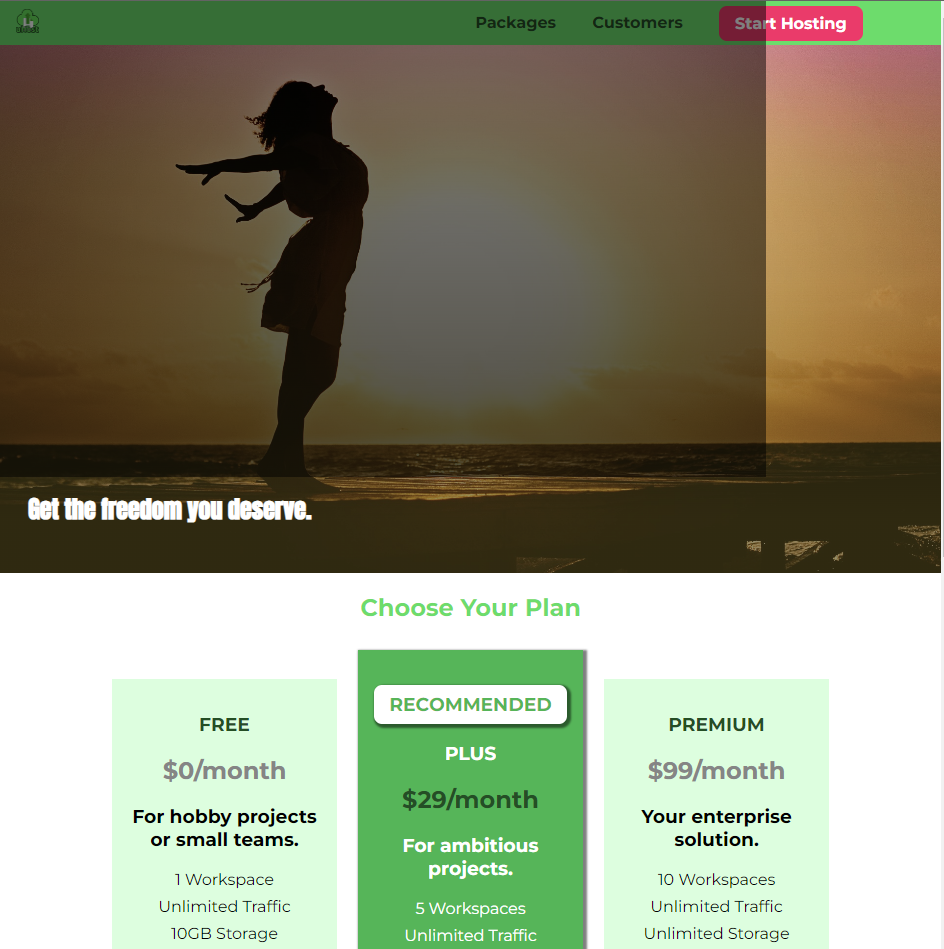 Packages
Customers
Start Hosting
Get the freedom you deserve.
Choose Your Plan
FREE
$0/month
For hobby projects
or small teams.
1 Workspace
Unlimited Traffic
10GB Storage
RECOMMENDED
PLUS
$29/month
For ambitious
projects.
5 Workspaces
Unlimited Traffic
PREMIUM
$99/month
Your enterprise
solution.
10 Workspaces
Unlimited Traffic
Unlimited Storage